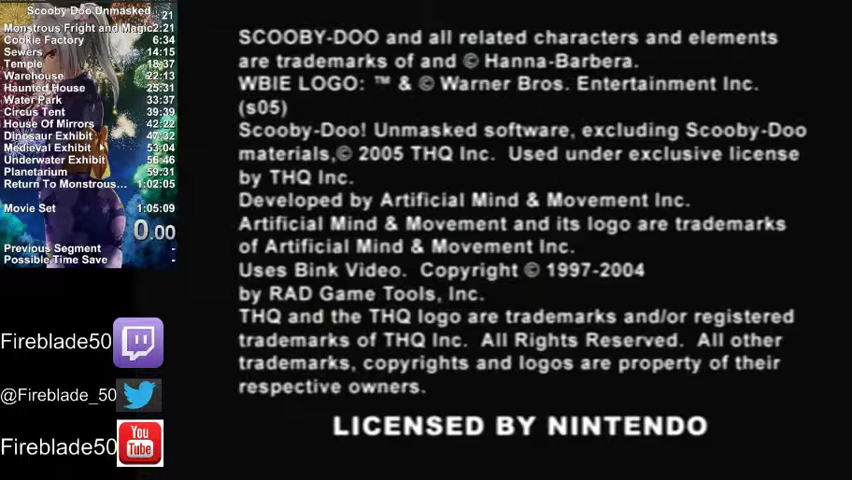 Scooby Doo Unmasked
21
Monstrous Fright and Magic 2:21
Cookie Factory 6:34
Sewers 14:15
Temple 18:37
Warehouse 22:13
Haunted House 25:31
Water Park 33:37
Circus Tent 39:39
House Of Mirrors 42:22
Dinosaur Exhibit 47:32
Medieval Exhibit 53:04
Underwater Exhibit 56:46
Planetarium 59:31
Return To Monstrous... 1:02:05
Movie Set 1:05:09
0.00
Previous Segment -
Possible Time Save -
Fireblade50
@Fireblade_50
Fireblade50
You
Tube
SCOOBY-DOO and all related characters and elements
are trademarks of and © Hanna-Barbera.
WBIE LOGO: ™ & © Warner Bros. Entertainment Inc.
(s05)
Scooby-Doo! Unmasked software, excluding Scooby-Doo
materials,© 2005 THQ Inc. Used under exclusive license
by THQ Inc.
Developed by Artificial Mind & Movement Inc.
Artificial Mind & Movement and its logo are trademarks
of Artificial Mind & Movement Inc.
Uses Bink Video. Copyright © 1997-2004
by RAD Game Tools, Inc.
THQ and the THQ logo are trademarks and/or registered
trademarks of THQ Inc. All Rights Reserved. All other
trademarks, copyrights and logos are property of their
respective owners.
LICENSED BY NINTENDO